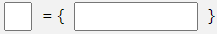 = { }